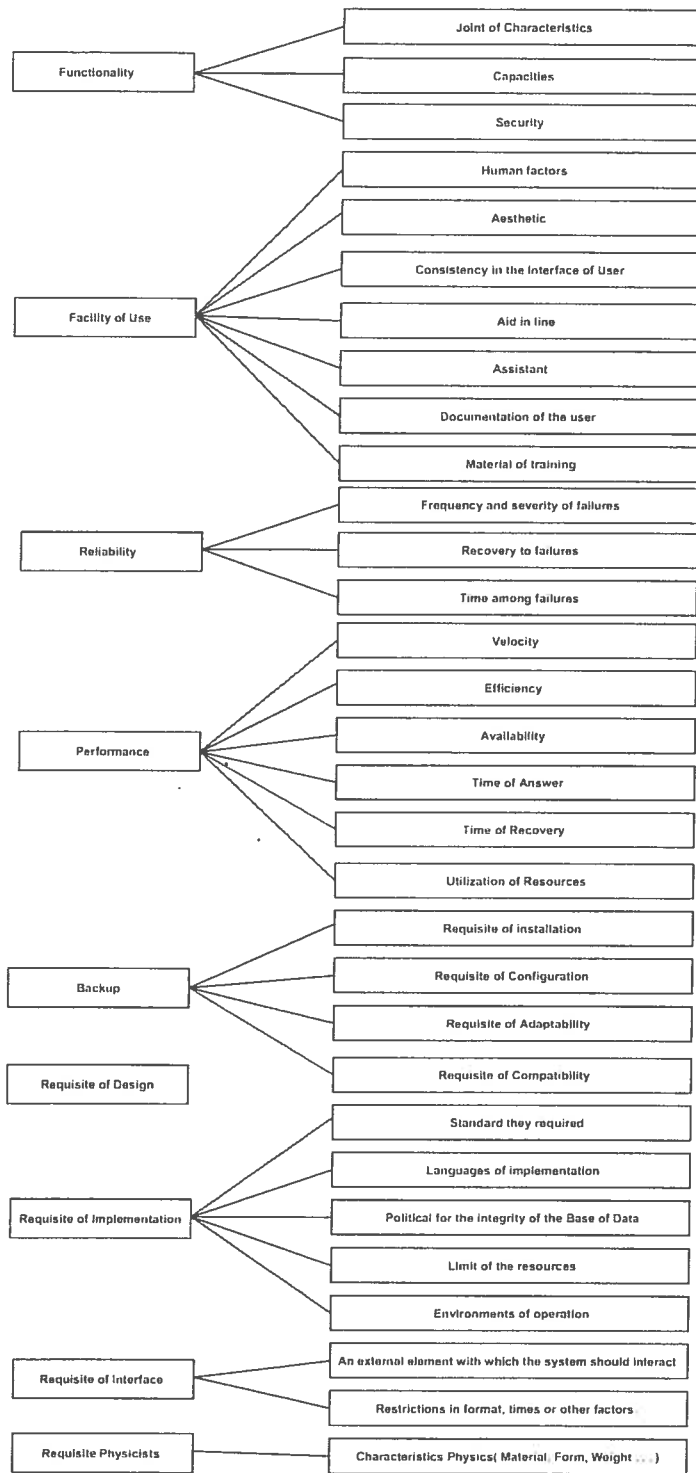 Joint of Characteristics
Functionality
Capacities
Security
Human factors
Aesthetic
Consistency in the Interface of User
Facility of Use
Aid in line
Assistant
Documentation of the user
Material of training
Frequency and severity of failures
Reliability
Recovery to failures
Time among failures
Velocity
Efficiency
Performance
Availability
Time of Answer
Time of Recovery
Utilization of Resources
Requisite of installation
Backup
Requisite of Configuration
Requisite of Adaptability
Requisite of Design
Requisite of Compatibility
Standard they required
Languages of implementation
Requisite of Implementation
Political for the integrity of the Base of Data
Limit of the resources
Environments of operation
An external element with which the system should interact
Requisite of Interface
Restrictions in format, times or other factors
Requisite Physicists
Characteristics Physics( Material, Form, Weight ... )